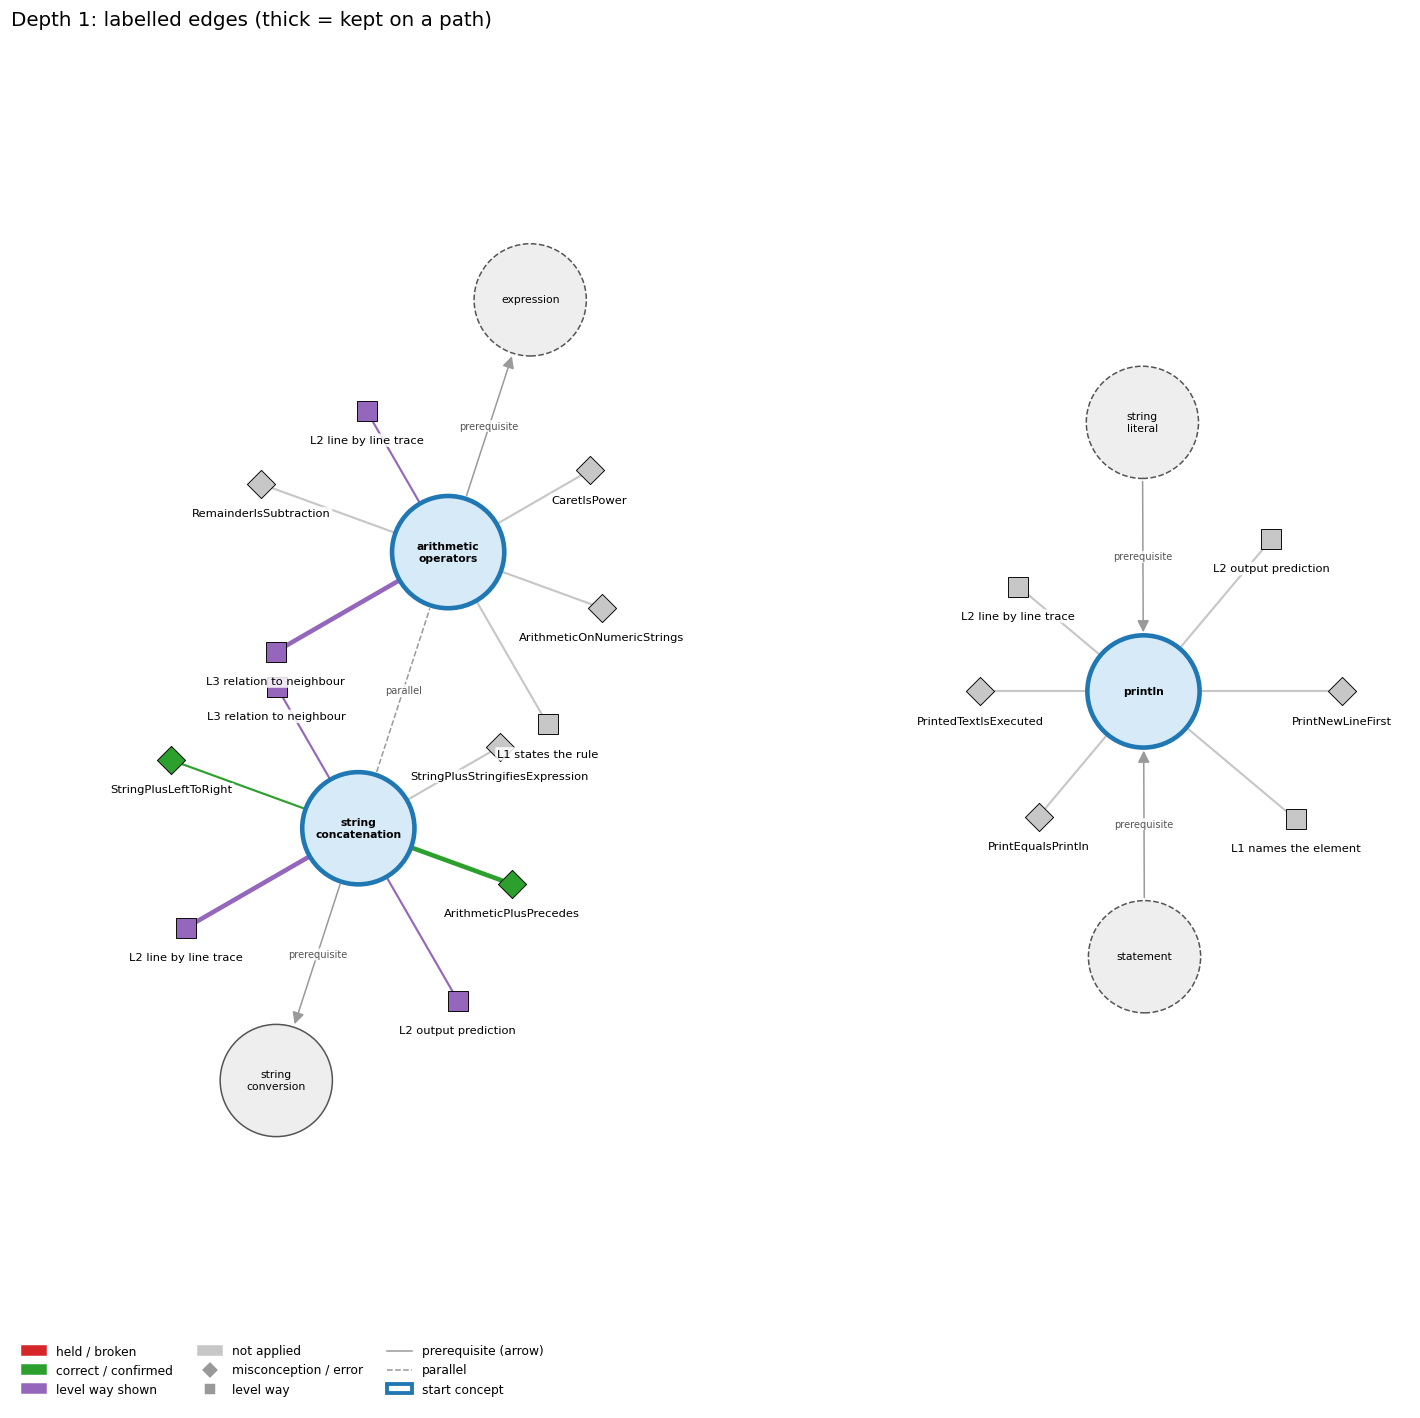 Depth 1: labelled edges (thick = kept on a path)
expression
L2 line by line trace
prerequisite
RemainderIsSubtraction
CaretIsPower
arithmetic
operators
ArithmeticOnNumericStrings
L3 relation to neighbour
parallel
L3 relation to neighbour
L1 states the rule
StringPlusStringifiesExpression
StringPlusLeftToRight
string
concatenation
ArithmeticPlusPrecedes
L2 line by line trace
prerequisite
L2 output prediction
string
conversion
string
literal
prerequisite
L2 output prediction
L2 line by line trace
println
PrintedTextIsExecuted
PrintNewLineFirst
prerequisite
PrintEqualsPrintln
L1 names the element
statement
held / broken
correct / confirmed
level way shown
not applied
misconception / error
level way
prerequisite (arrow)
parallel
start concept